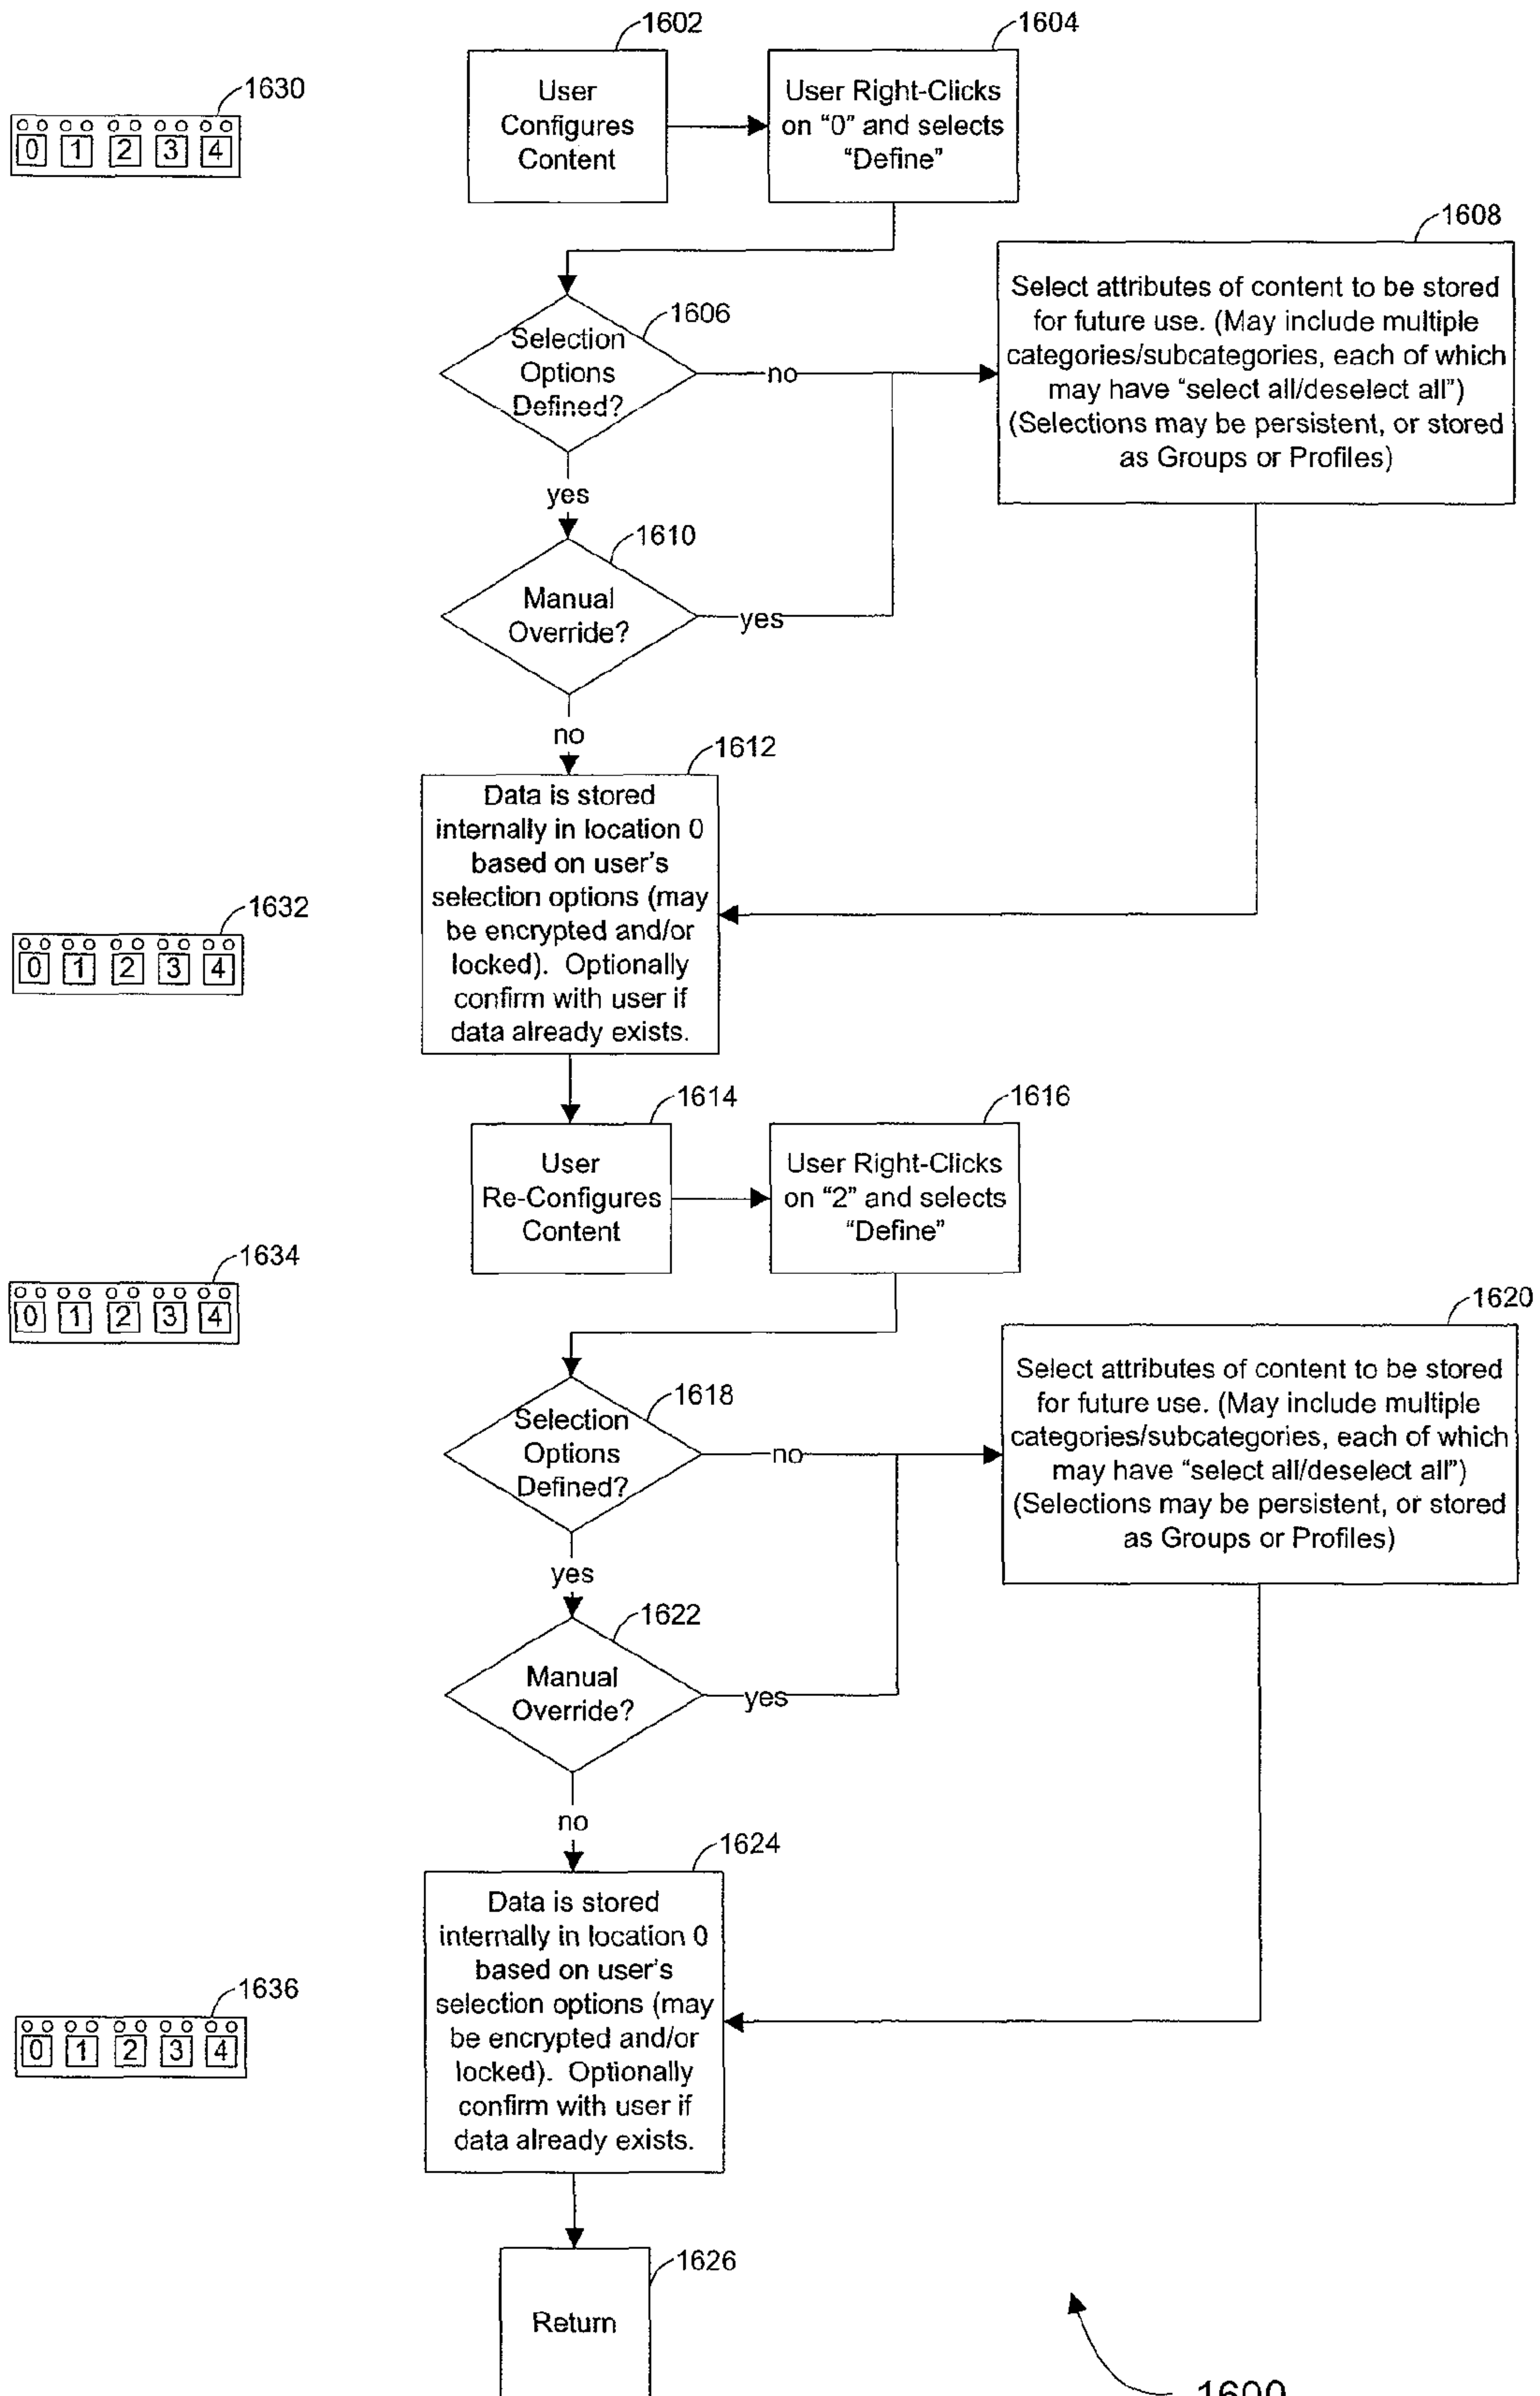 1602
1604
1630
0 1 2 3 4
User
Configures
Content
User Right-Clicks
on “0” and selects
“Define”
1608
Select attributes of content to be stored
for future use. (May include multiple
categories/subcategories, each of which
may have “select all/deselect all”)
(Selections may be persistent, or stored
as Groups or Profiles)
1606
Selection
Options
Defined?
no
yes
1610
Manual
Override?
yes
no
1612
Data is stored
internally in location 0
based on user’s
selection options (may
be encrypted and/or
locked). Optionally
confirm with user if
data already exists.
1632
0 1 2 3 4
1614
1616
User
Re-Configures
Content
User Right-Clicks
on “2” and selects
“Define”
1634
0 1 2 3 4
1620
Select attributes of content to be stored
for future use. (May include multiple
categories/subcategories, each of which
may have “select all/deselect all”)
(Selections may be persistent, or stored
as Groups or Profiles)
1618
Selection
Options
Defined?
no
yes
1622
Manual
Override?
yes
no
1624
Data is stored
internally in location 0
based on user’s
selection options (may
be encrypted and/or
locked). Optionally
confirm with user if
data already exists.
1636
0 1 2 3 4
1626
Return
1600